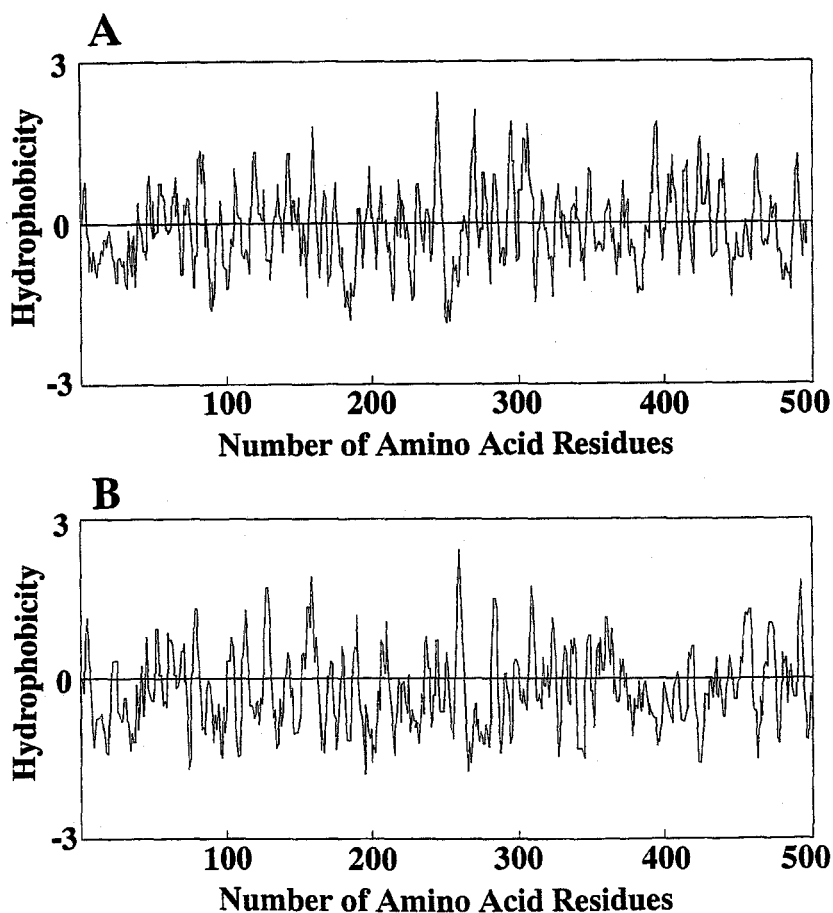 A
3
Hydrophobicity
0
-3
100 200 300 400 500
Number of Amino Acid Residues
B
3
Hydrophobicity
0
-3
100 200 300 400 500
Number of Amino Acid Residues